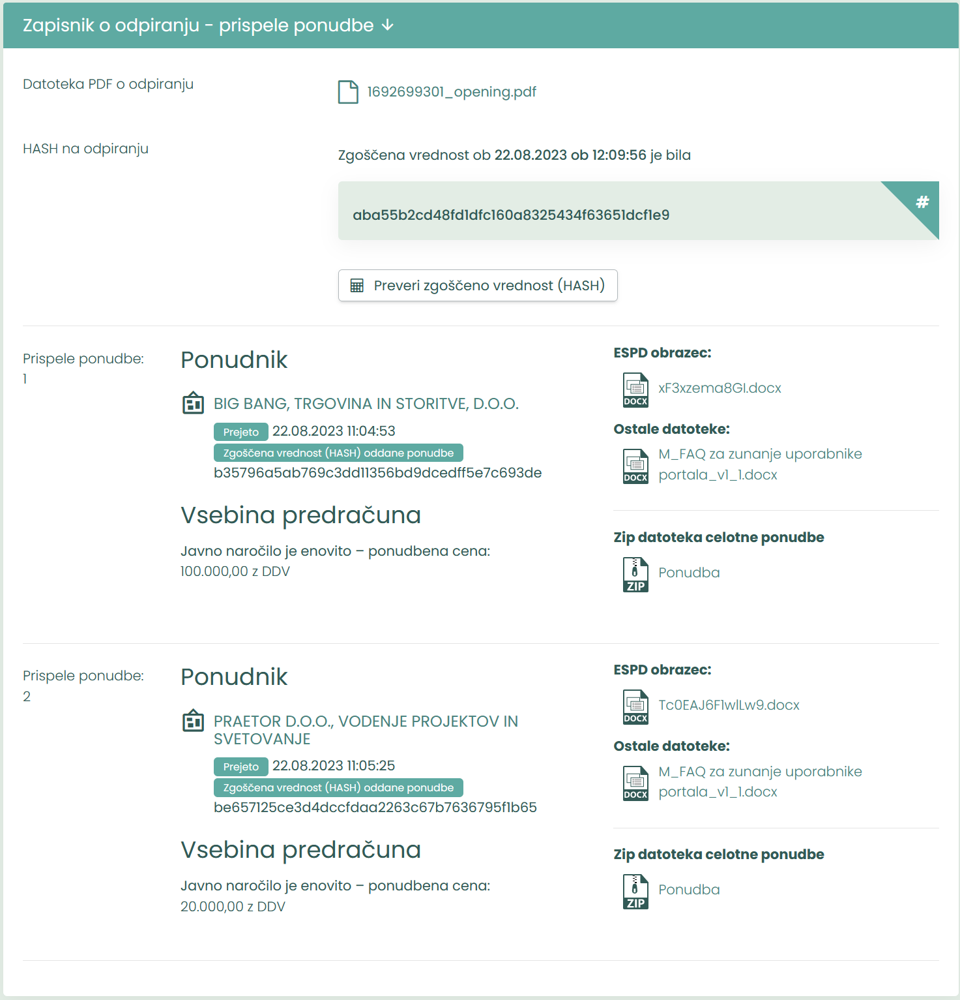 Zapisnik o odpiranju - prispele ponudbe ↓
Datoteka PDF o odpiranju
1692699301_opening.pdf
HASH na odpiranju
Zgoščena vrednost ob 22.08.2023 ob 12:09:56 je bila
#
aba55b2cd48fd1dfc160a8325434f63651dcf1e9
Preveri zgoščeno vrednost (HASH)
Prispele ponudbe:
1
Ponudnik
BIG BANG, TRGOVINA IN STORITVE, D.O.O.
Prejeto 22.08.2023 11:04:53
Zgoščena vrednost (HASH) oddane ponudbe
b35796a5ab769c3dd11356bd9dcedff5e7c693de
Vsebina predračuna
Javno naročilo je enovito – ponudbena cena:
100.000,00 z DDV
ESPD obrazec:
DOCX xF3xzema8GI.docx
Ostale datoteke:
DOCX M_FAQ za zunanje uporabnike
portala_v1_1.docx
Zip datoteka celotne ponudbe
ZIP Ponudba
Prispele ponudbe:
2
Ponudnik
PRAETOR D.O.O., VODENJE PROJEKTOV IN
SVETOVANJE
Prejeto 22.08.2023 11:05:25
Zgoščena vrednost (HASH) oddane ponudbe
be657125ce3d4dccfdaa2263c67b7636795f1b65
Vsebina predračuna
Javno naročilo je enovito – ponudbena cena:
20.000,00 z DDV
ESPD obrazec:
DOCX Tc0EAJ6F1wlLw9.docx
Ostale datoteke:
DOCX M_FAQ za zunanje uporabnike
portala_v1_1.docx
Zip datoteka celotne ponudbe
ZIP Ponudba